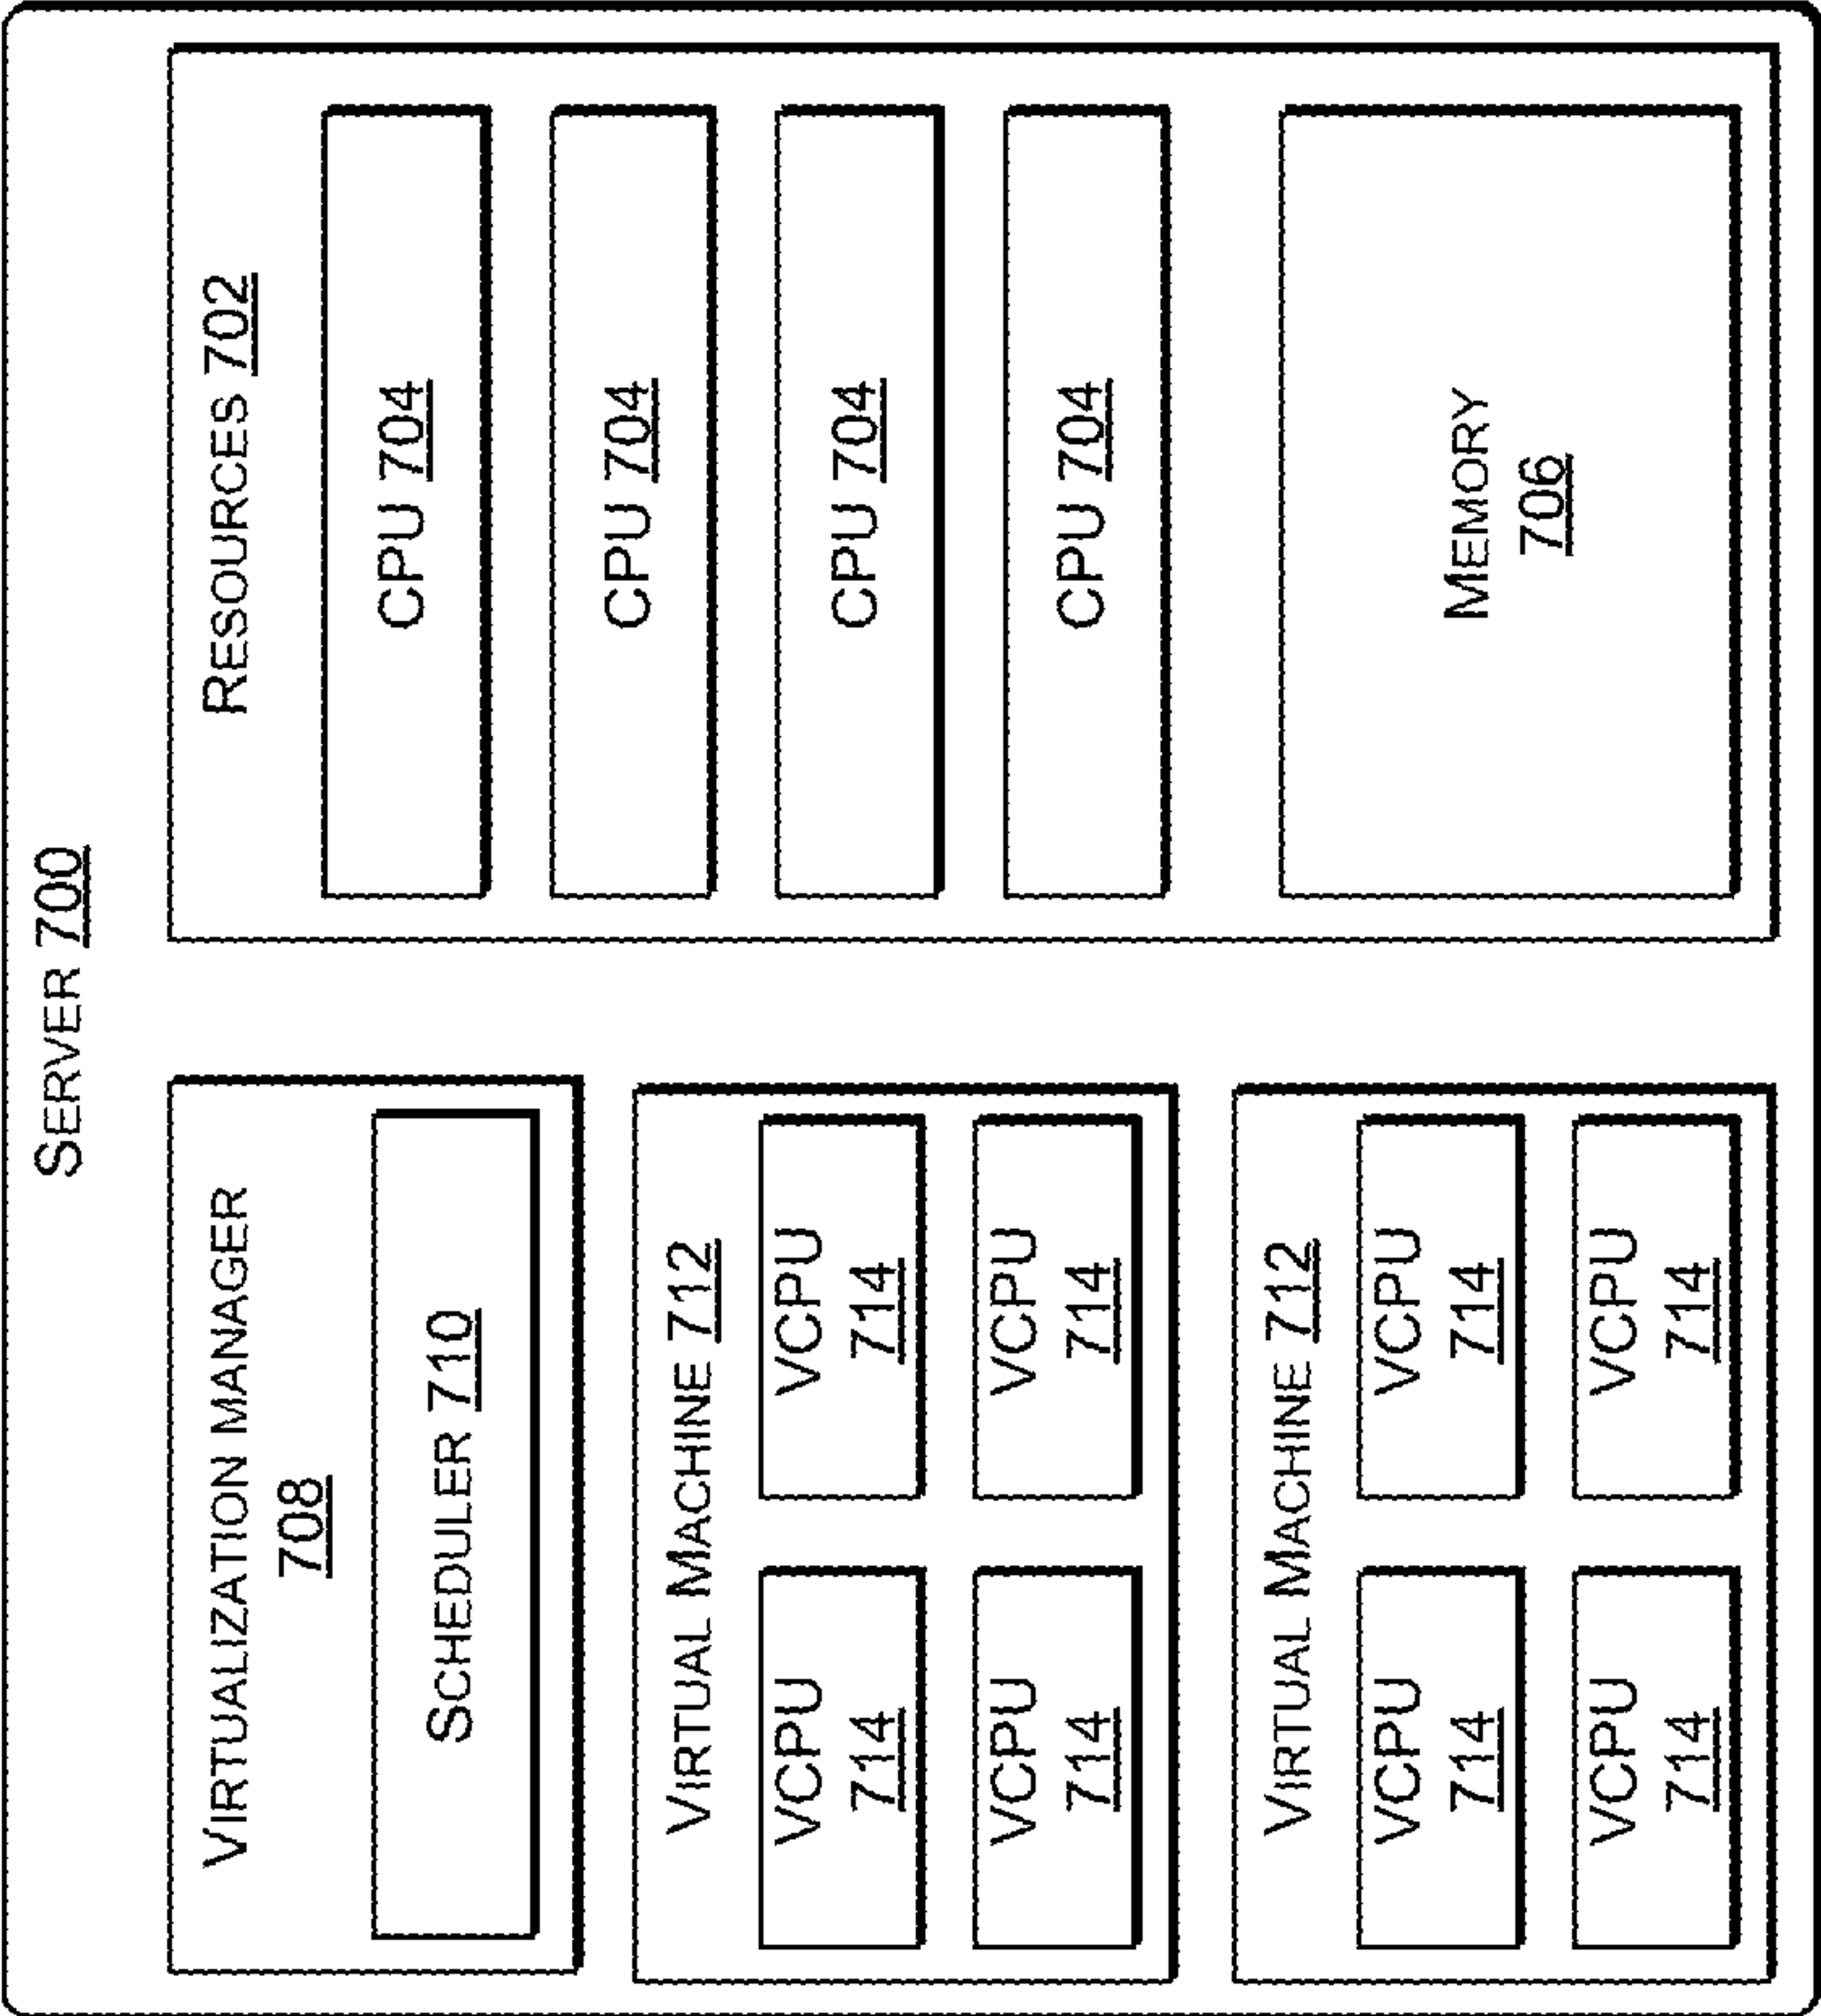 SERVER 700
VIRTUALIZATION MANAGER
708
SCHEDULER 710
VIRTUAL MACHINE 712
VCPU
714
VCPU
714
VCPU
714
VCPU
714
VIRTUAL MACHINE 712
VCPU
714
VCPU
714
VCPU
714
VCPU
714
RESOURCES 702
CPU 704
CPU 704
CPU 704
CPU 704
MEMORY
706